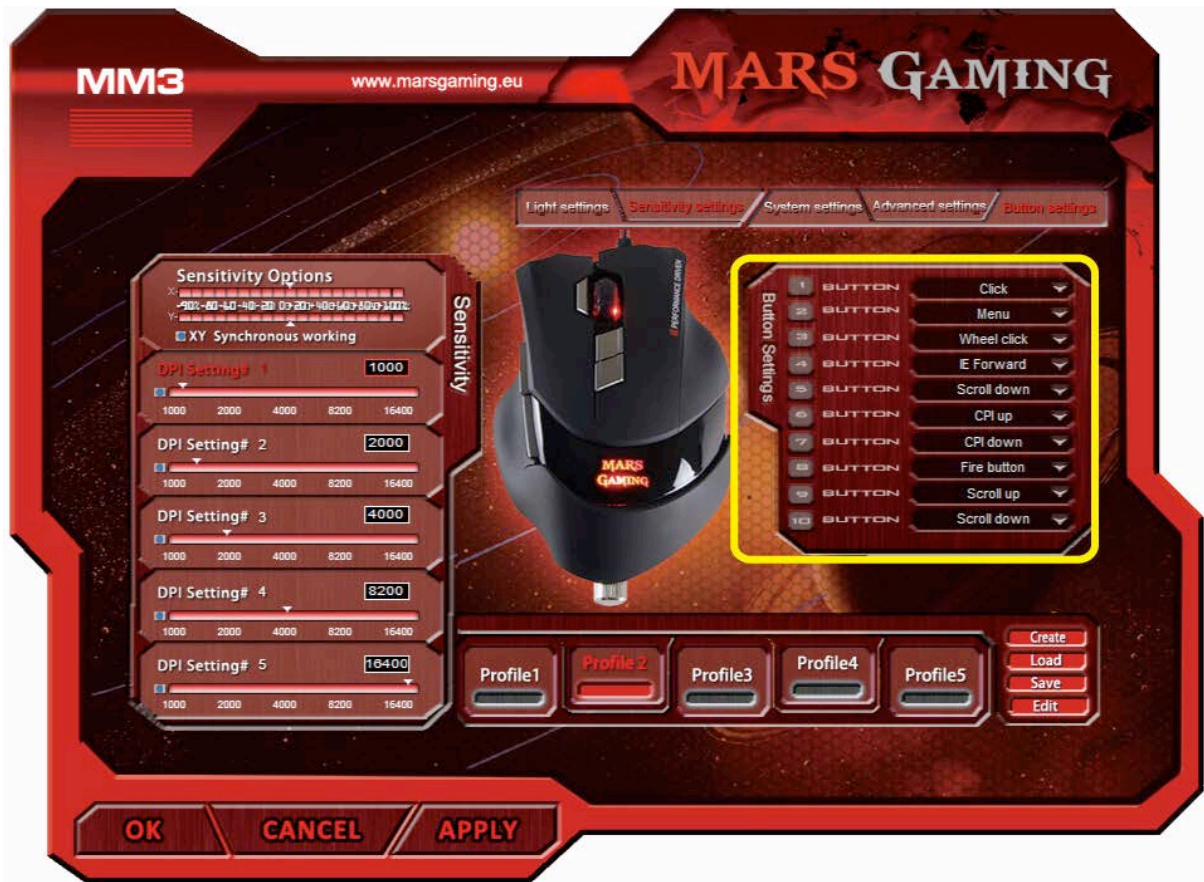 MM3
www.marsgaming.eu
MARS GAMING
Light settings
Sensitivity settings
System settings
Advanced settings
Button settings
Sensitivity Options
X-
Y-
XY Synchronous working
Sensitivity
DPI Setting# 1 1000
1000 2000 4000 8200 16400
DPI Setting# 2 2000
1000 2000 4000 8200 16400
DPI Setting# 3 4000
1000 2000 4000 8200 16400
DPI Setting# 4 8200
1000 2000 4000 8200 16400
DPI Setting# 5 16400
1000 2000 4000 8200 16400
PERFORMANCE DRIVEN
MARS
GAMING
Button Settings
1 BUTTON Click
2 BUTTON Menu
3 BUTTON Wheel click
4 BUTTON IE Forward
5 BUTTON Scroll down
6 BUTTON CPI up
7 BUTTON CPI down
8 BUTTON Fire button
9 BUTTON Scroll up
10 BUTTON Scroll down
Profile1
Profile2
Profile3
Profile4
Profile5
Create
Load
Save
Edit
OK
CANCEL
APPLY